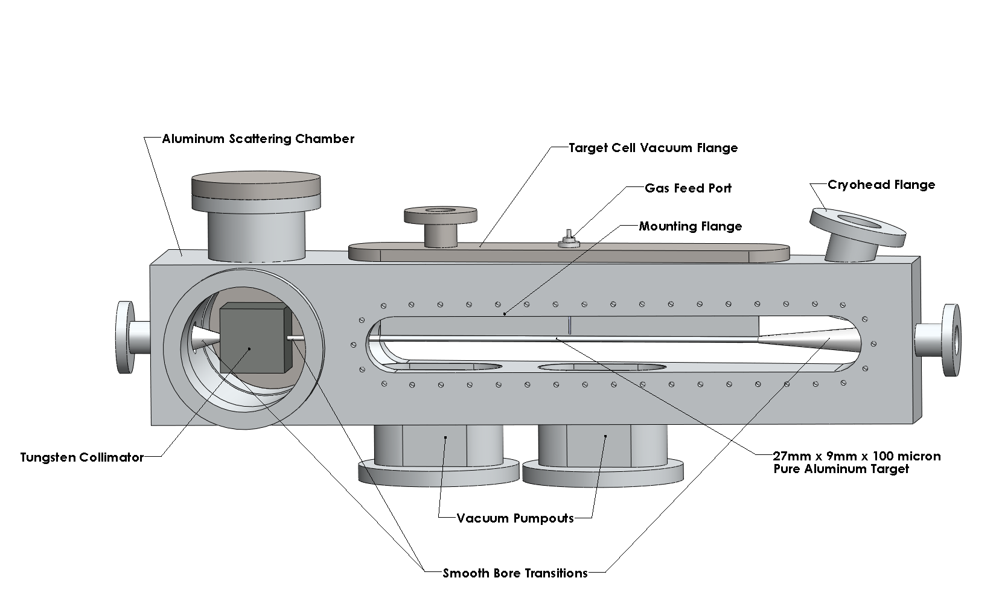 Aluminum Scattering Chamber
Target Cell Vacuum Flange
Gas Feed Port
Cryohead Flange
Mounting Flange
Tungsten Collimator
27mm x 9mm x 100 micron
Pure Aluminum Target
Vacuum Pumpouts
Smooth Bore Transitions